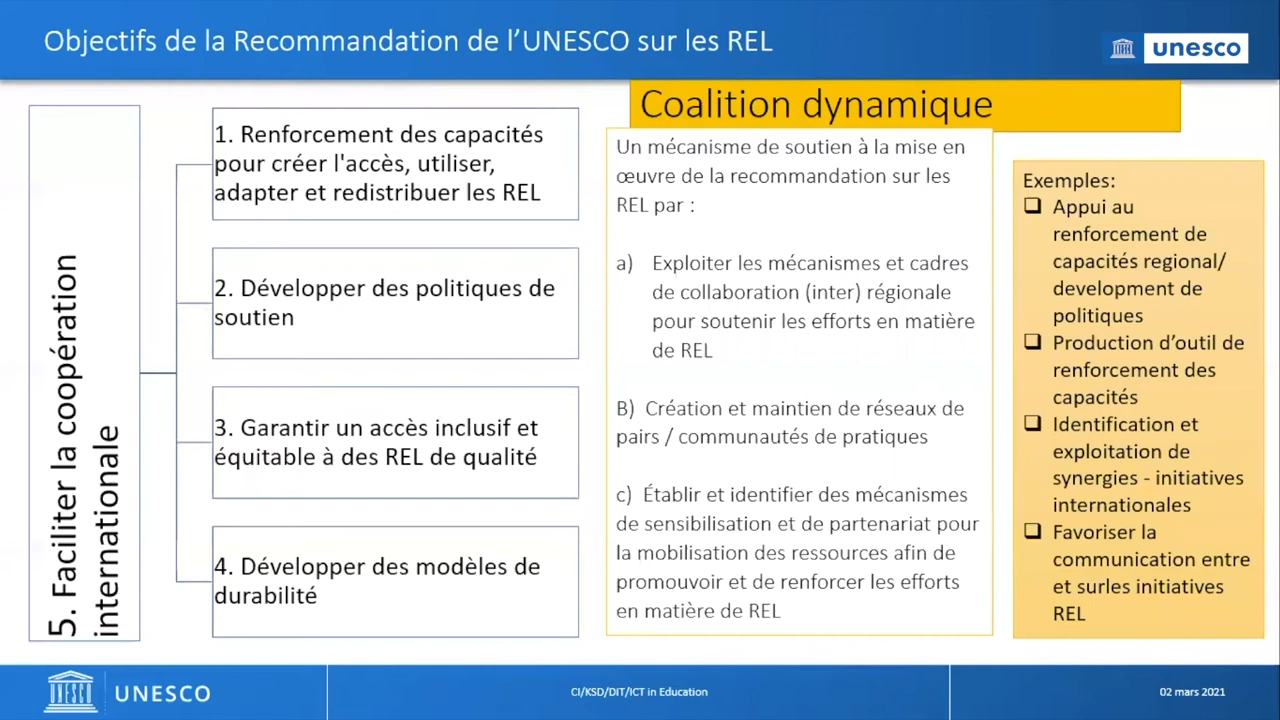 Objectifs de la Recommandation de l’UNESCO sur les REL
unesco
5. Faciliter la coopération
internationale
1. Renforcement des capacités
pour créer l'accès, utiliser,
adapter et redistribuer les REL
2. Développer des politiques de
soutien
3. Garantir un accès inclusif et
équitable à des REL de qualité
4. Développer des modèles de
durabilité
Coalition dynamique
Un mécanisme de soutien à la mise en
œuvre de la recommandation sur les
REL par :
a) Exploiter les mécanismes et cadres
de collaboration (inter) régionale
pour soutenir les efforts en matière
de REL
B) Création et maintien de réseaux de
pairs / communautés de pratiques
c) Établir et identifier des mécanismes
de sensibilisation et de partenariat pour
la mobilisation des ressources afin de
promouvoir et de renforcer les efforts
en matière de REL
Exemples:
❑ Appui au
renforcement de
capacités regional/
development de
politiques
❑ Production d’outil de
renforcement des
capacités
❑ Identification et
exploitation de
synergies - initiatives
internationales
❑ Favoriser la
communication entre
et surles initiatives
REL
UNESCO
CI/KSD/DIT/ICT in Education
02 mars 2021